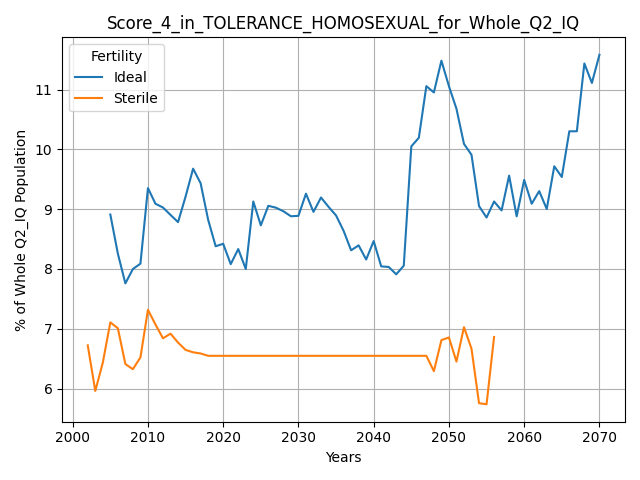 Score_4_in_TOLERANCE_HOMOSEXUAL_for_Whole_Q2_IQ
Fertility
Ideal
Sterile
% of Whole Q2_IQ Population
11
10
9
8
7
6
2000 2010 2020 2030 2040 2050 2060 2070
Years